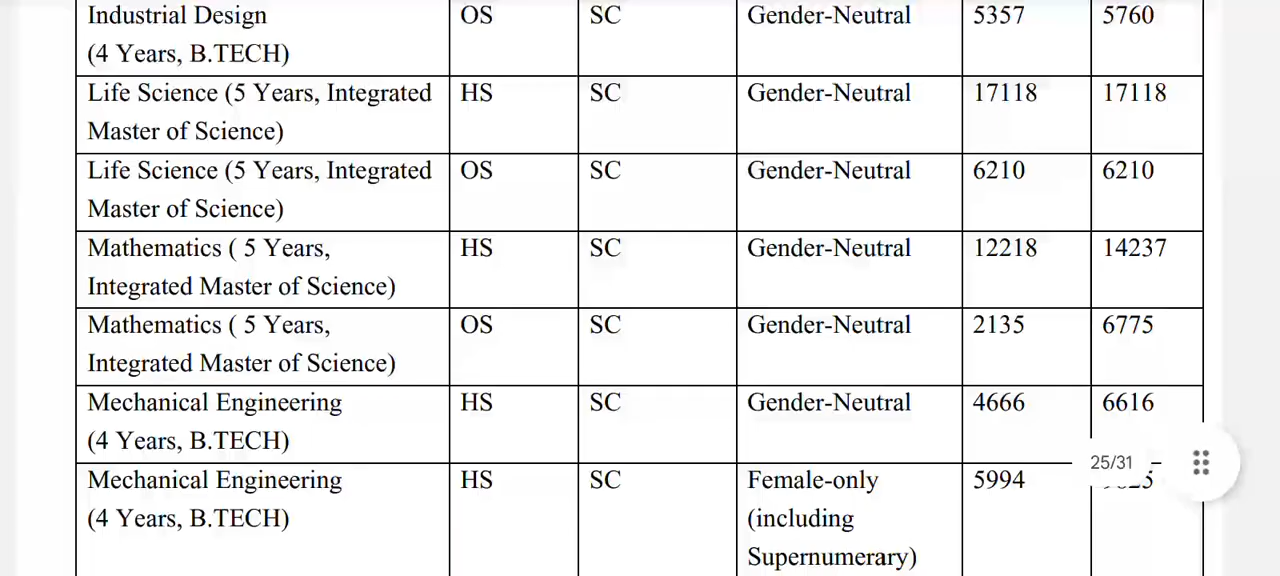 Industrial Design OS SC Gender-Neutral 5357 5760
(4 Years, B.TECH)
Life Science (5 Years, Integrated HS SC Gender-Neutral 17118 17118
Master of Science)
Life Science (5 Years, Integrated OS SC Gender-Neutral 6210 6210
Master of Science)
Mathematics ( 5 Years, HS SC Gender-Neutral 12218 14237
Integrated Master of Science)
Mathematics ( 5 Years, OS SC Gender-Neutral 2135 6775
Integrated Master of Science)
Mechanical Engineering HS SC Gender-Neutral 4666 6616
(4 Years, B.TECH)
25/31
Mechanical Engineering HS SC Female-only 5994
(4 Years, B.TECH) (including
Supernumerary)